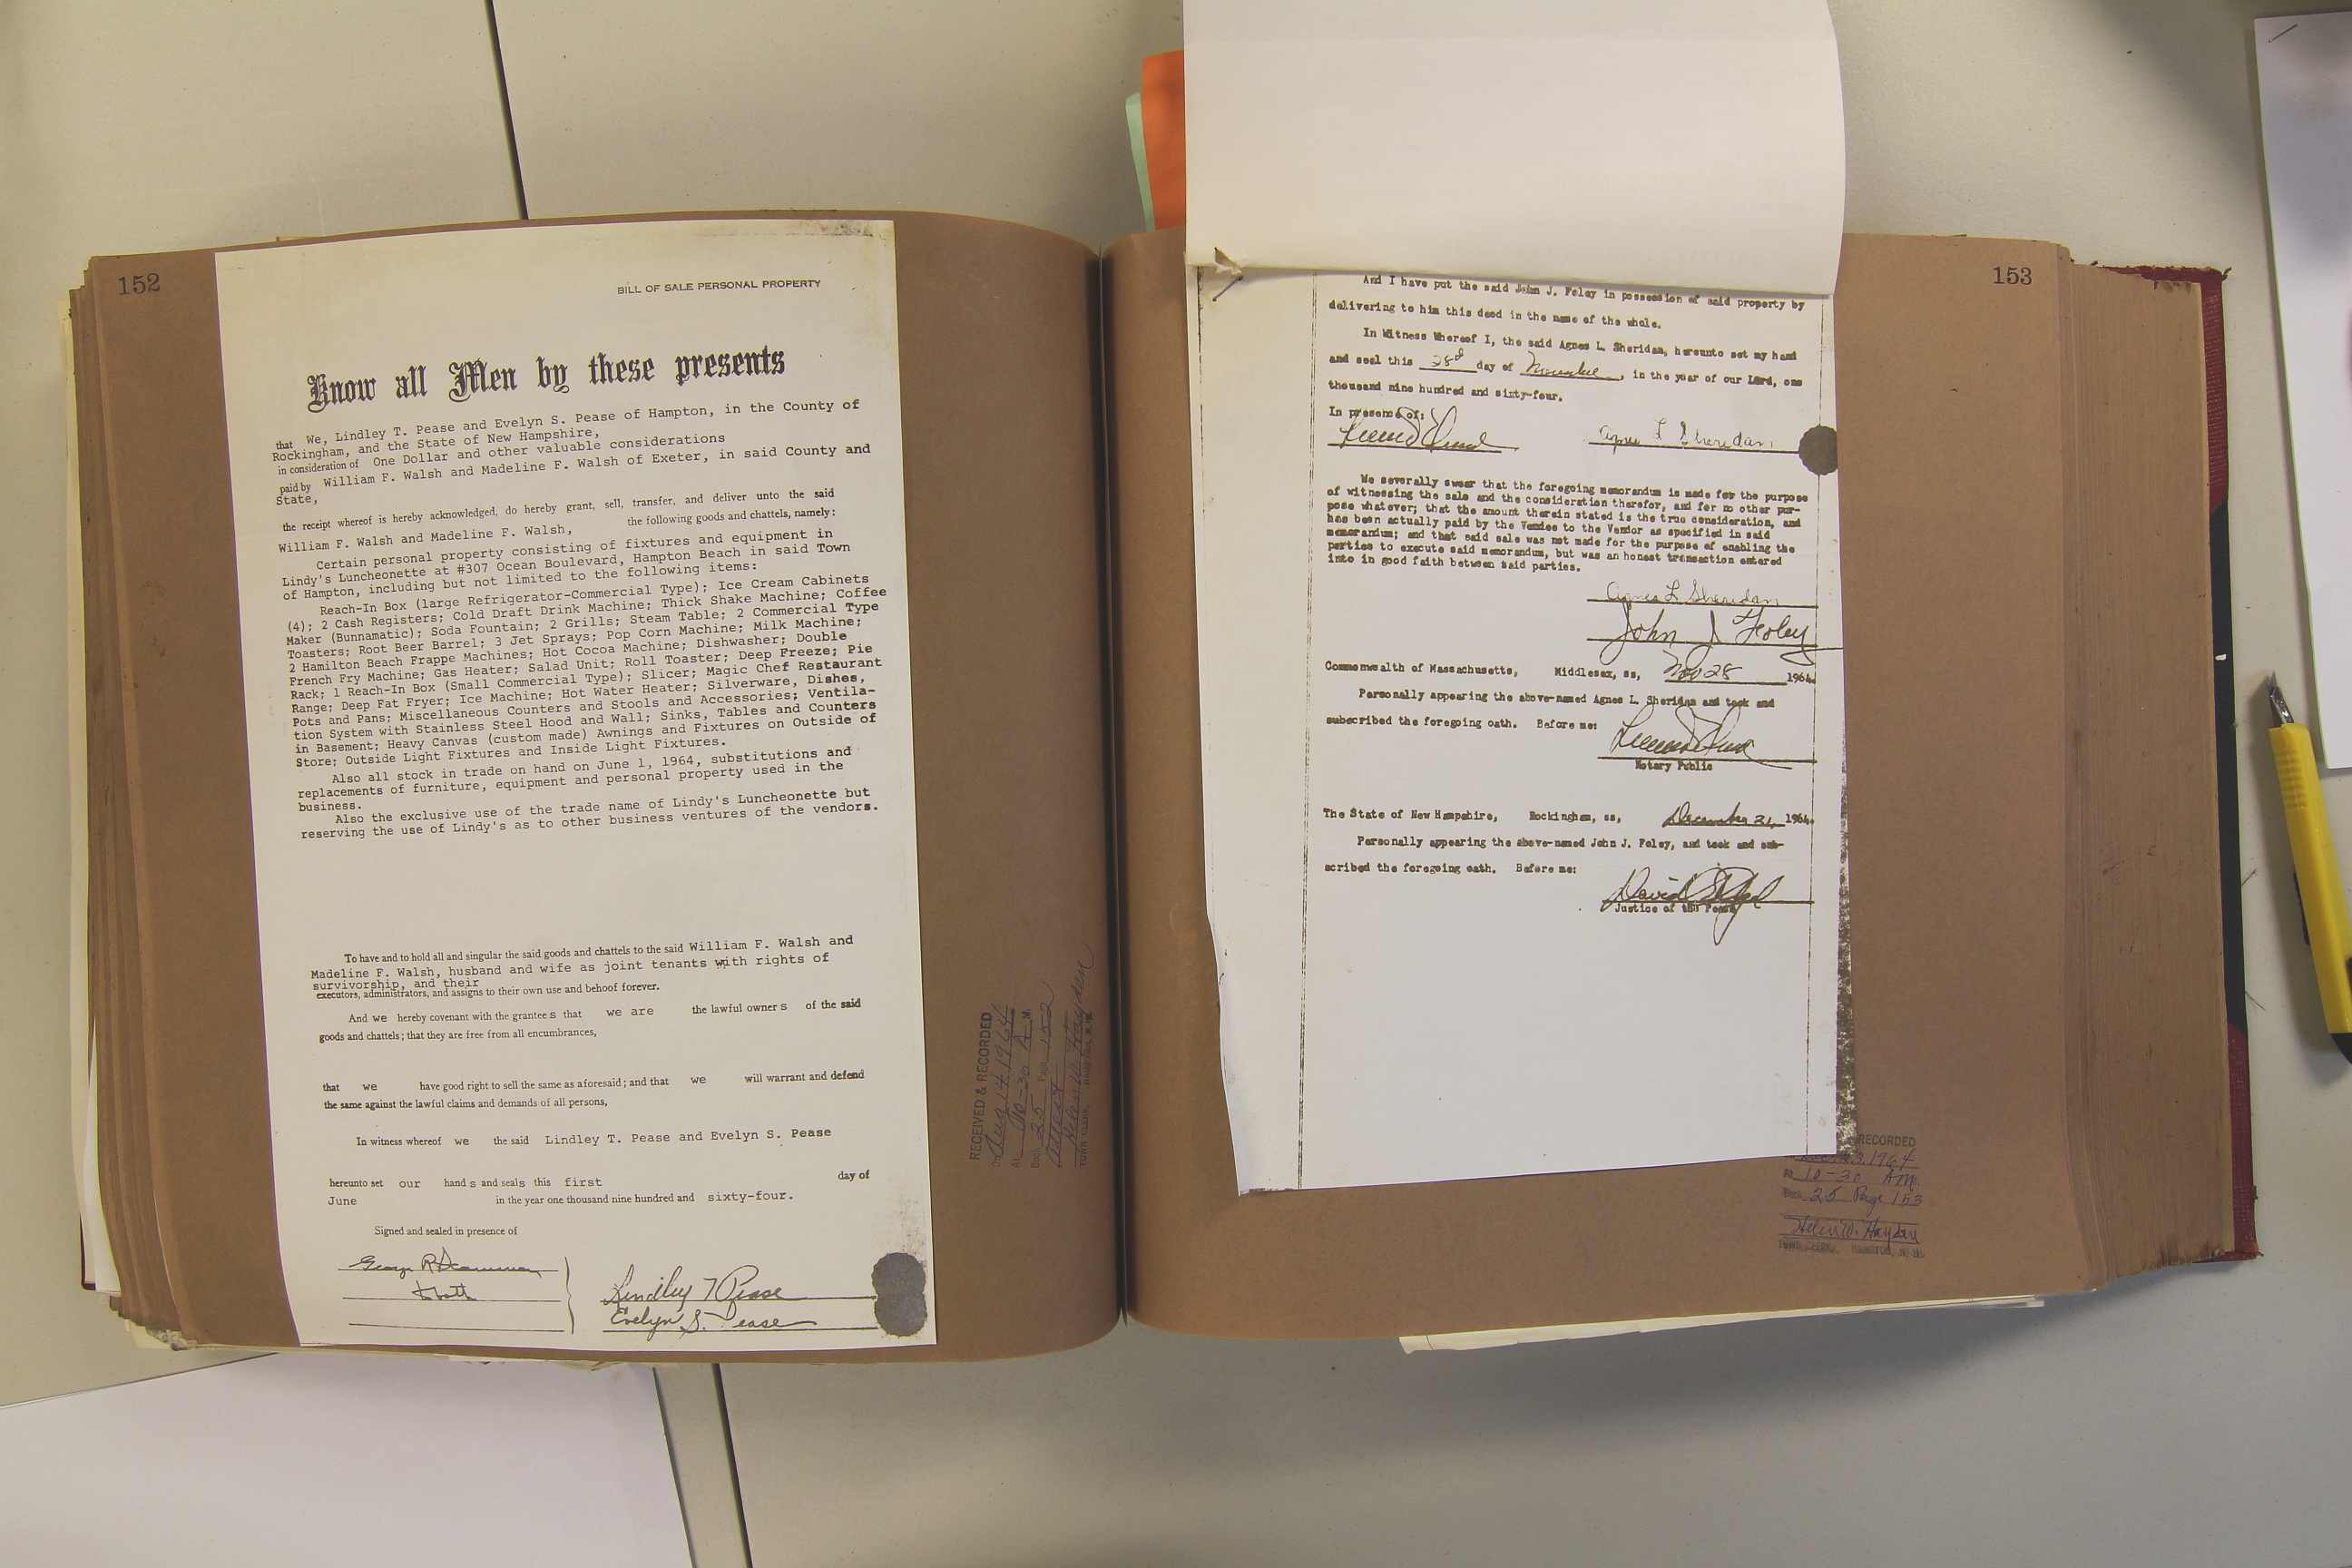 152
BILL OF SALE PERSONAL PROPERTY
Know all Men by these presents
that We, Lindley T. Pease and Evelyn S. Pease of Hampton, in the County of
Rockingham, and the State of New Hampshire,
in consideration of One Dollar and other valuable considerations
paid by William F. Walsh and Madeline F. Walsh of Exeter, in said County and
State,
the receipt whereof is hereby acknowledged, do hereby grant, sell, transfer, and deliver unto the said
William F. Walsh and Madeline F. Walsh, the following goods and chattels, namely:
Certain personal property consisting of fixtures and equipment in
Lindy's Luncheonette at #307 Ocean Boulevard, Hampton Beach in said Town
of Hampton, including but not limited to the following items:
Reach-In Box (large Refrigerator-Commercial Type); Ice Cream Cabinets
(4); 2 Cash Registers; Cold Draft Drink Machine; Thick Shake Machine; Coffee
Maker (Bunnamatic); Soda Fountain; 2 Grills; Steam Table; 2 Commercial Type
Toasters; Root Beer Barrel; 3 Jet Sprays; Pop Corn Machine; Milk Machine;
2 Hamilton Beach Frappe Machines; Hot Cocoa Machine; Dishwasher; Double
French Fry Machine; Gas Heater; Salad Unit; Roll Toaster; Deep Freeze; Pie
Rack; 1 Reach-In Box (Small Commercial Type); Slicer; Magic Chef Restaurant
Range; Deep Fat Fryer; Ice Machine; Hot Water Heater; Silverware, Dishes,
Pots and Pans; Miscellaneous Counters and Stools and Accessories; Ventila-
tion System with Stainless Steel Hood and Wall; Sinks, Tables and Counters
in Basement; Heavy Canvas (custom made) Awnings and Fixtures on Outside of
Store; Outside Light Fixtures and Inside Light Fixtures.
Also all stock in trade on hand on June 1, 1964, substitutions and
replacements of furniture, equipment and personal property used in the
business.
Also the exclusive use of the trade name of Lindy's Luncheonette but
reserving the use of Lindy's as to other business ventures of the vendors.
To have and to hold all and singular the said goods and chattels to the said William F. Walsh and
Madeline F. Walsh, husband and wife as joint tenants with rights of
survivorship, and their
executors, administrators, and assigns to their own use and behoof forever.
And we hereby covenant with the grantee s that we are the lawful owner s of the said
goods and chattels; that they are free from all encumbrances,
that we have good right to sell the same as aforesaid; and that we will warrant and defend
the same against the lawful claims and demands of all persons,
In witness whereof we the said Lindley T. Pease and Evelyn S. Pease
hereunto set our hand s and seals this first day of
June in the year one thousand nine hundred and sixty-four.
Signed and sealed in presence of
Lindley T Pease
Evelyn S. Pease
RECEIVED & RECORDED
On Aug 14 1964
At 10-30 A M.
Book 25 Page 152
Attest
Helen W. Hayden
TOWN CLERK,
153
And I have put the said John J. Foley in possession of said property by
delivering to him this deed in the name of the whole.
In Witness Whereof I, the said Agnes L. Sheridan, hereunto set my hand
and seal this 28 day of November, in the year of our Lord, one
thousand nine hundred and sixty-four.
In presence of:
Agnes L Sheridan
We severally swear that the foregoing memorandum is made for the purpose
of witnessing the sale and the consideration therefor, and for no other pur-
pose whatever; that the amount therein stated is the true consideration, and
has been actually paid by the Vendee to the Vendor as specified in said
memorandum; and that said sale was not made for the purpose of enabling the
parties to execute said memorandum, but was an honest transaction entered
into in good faith between said parties.
Agnes L Sheridan
John J Foley
Commonwealth of Massachusetts, Middlesex, ss, Nov 28 1964.
Personally appearing the above-named Agnes L. Sheridan and took and
subscribed the foregoing oath. Before me:
Notary Public
The State of New Hampshire, Rockingham, ss, December 21, 1964.
Personally appearing the above-named John J. Foley, and took and sub-
scribed the foregoing oath. Before me:
David
Justice of the Peace
RECORDED
23, 1964
At 10-30 AM
Book 25 Page 153
Helen W. Hayden
TOWN CLERK, HAMPTON,